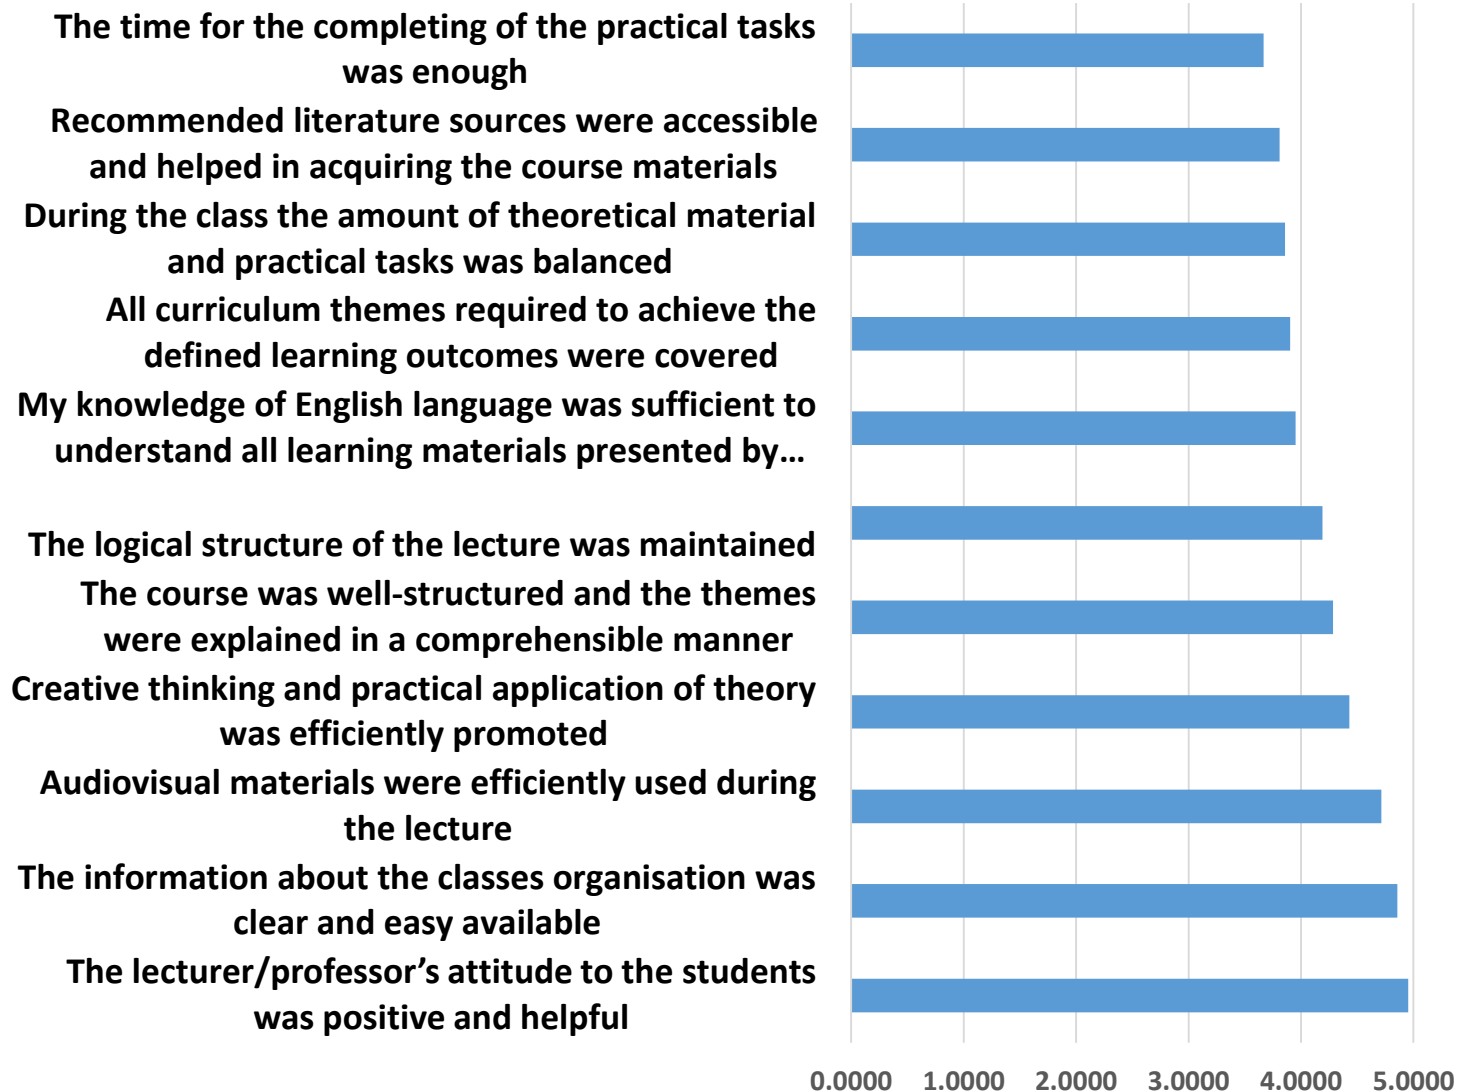 The time for the completing of the practical tasks
was enough
Recommended literature sources were accessible
and helped in acquiring the course materials
During the class the amount of theoretical material
and practical tasks was balanced
All curriculum themes required to achieve the
defined learning outcomes were covered
My knowledge of English language was sufficient to
understand all learning materials presented by…
The logical structure of the lecture was maintained
The course was well-structured and the themes
were explained in a comprehensible manner
Creative thinking and practical application of theory
was efficiently promoted
Audiovisual materials were efficiently used during
the lecture
The information about the classes organisation was
clear and easy available
The lecturer/professor’s attitude to the students
was positive and helpful
0.0000 1.0000 2.0000 3.0000 4.0000 5.0000